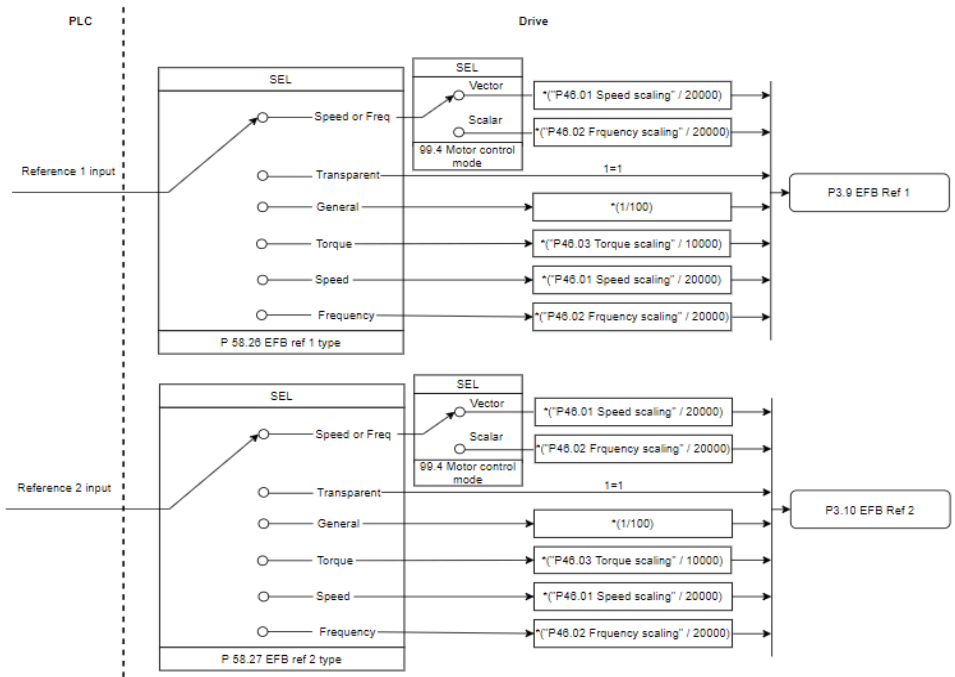 PLC
Drive
SEL
SEL
Vector
*("P46.01 Speed scaling" / 20000)
Speed or Freq
Scalar
*("P46.02 Frquency scaling" / 20000)
99.4 Motor control
mode
Reference 1 input
Transparent
1=1
P3.9 EFB Ref 1
General
*(1/100)
Torque
*("P46.03 Torque scaling" / 10000)
Speed
*("P46.01 Speed scaling" / 20000)
Frequency
*("P46.02 Frquency scaling" / 20000)
P 58.26 EFB ref 1 type
SEL
SEL
Vector
*("P46.01 Speed scaling" / 20000)
Speed or Freq
Scalar
*("P46.02 Frquency scaling" / 20000)
99.4 Motor control
mode
Reference 2 input
Transparent
1=1
P3.10 EFB Ref 2
General
*(1/100)
Torque
*("P46.03 Torque scaling" / 10000)
Speed
*("P46.01 Speed scaling" / 20000)
Frequency
*("P46.02 Frquency scaling" / 20000)
P 58.27 EFB ref 2 type